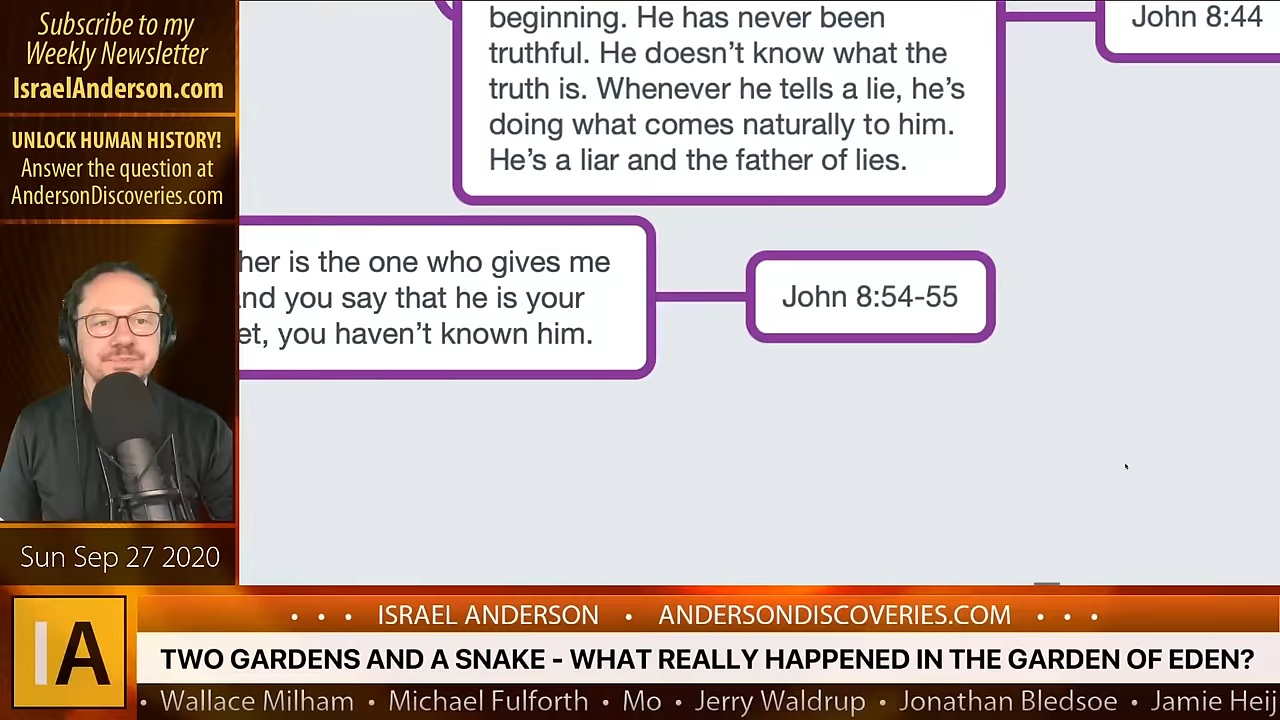 Subscribe to my
Weekly Newsletter
IsraelAnderson.com
UNLOCK HUMAN HISTORY!
Answer the question at
AndersonDiscoveries.com
beginning. He has never been
truthful. He doesn’t know what the
truth is. Whenever he tells a lie, he’s
doing what comes naturally to him.
He’s a liar and the father of lies.
John 8:44
her is the one who gives me
nd you say that he is your
et, you haven’t known him.
John 8:54-55
Sun Sep 27 2020
IA
• • • ISRAEL ANDERSON • ANDERSONDISCOVERIES.COM • • •
TWO GARDENS AND A SNAKE - WHAT REALLY HAPPENED IN THE GARDEN OF EDEN?
• Wallace Milham • Michael Fulforth • Mo • Jerry Waldrup • Jonathan Bledsoe • Jamie Heij